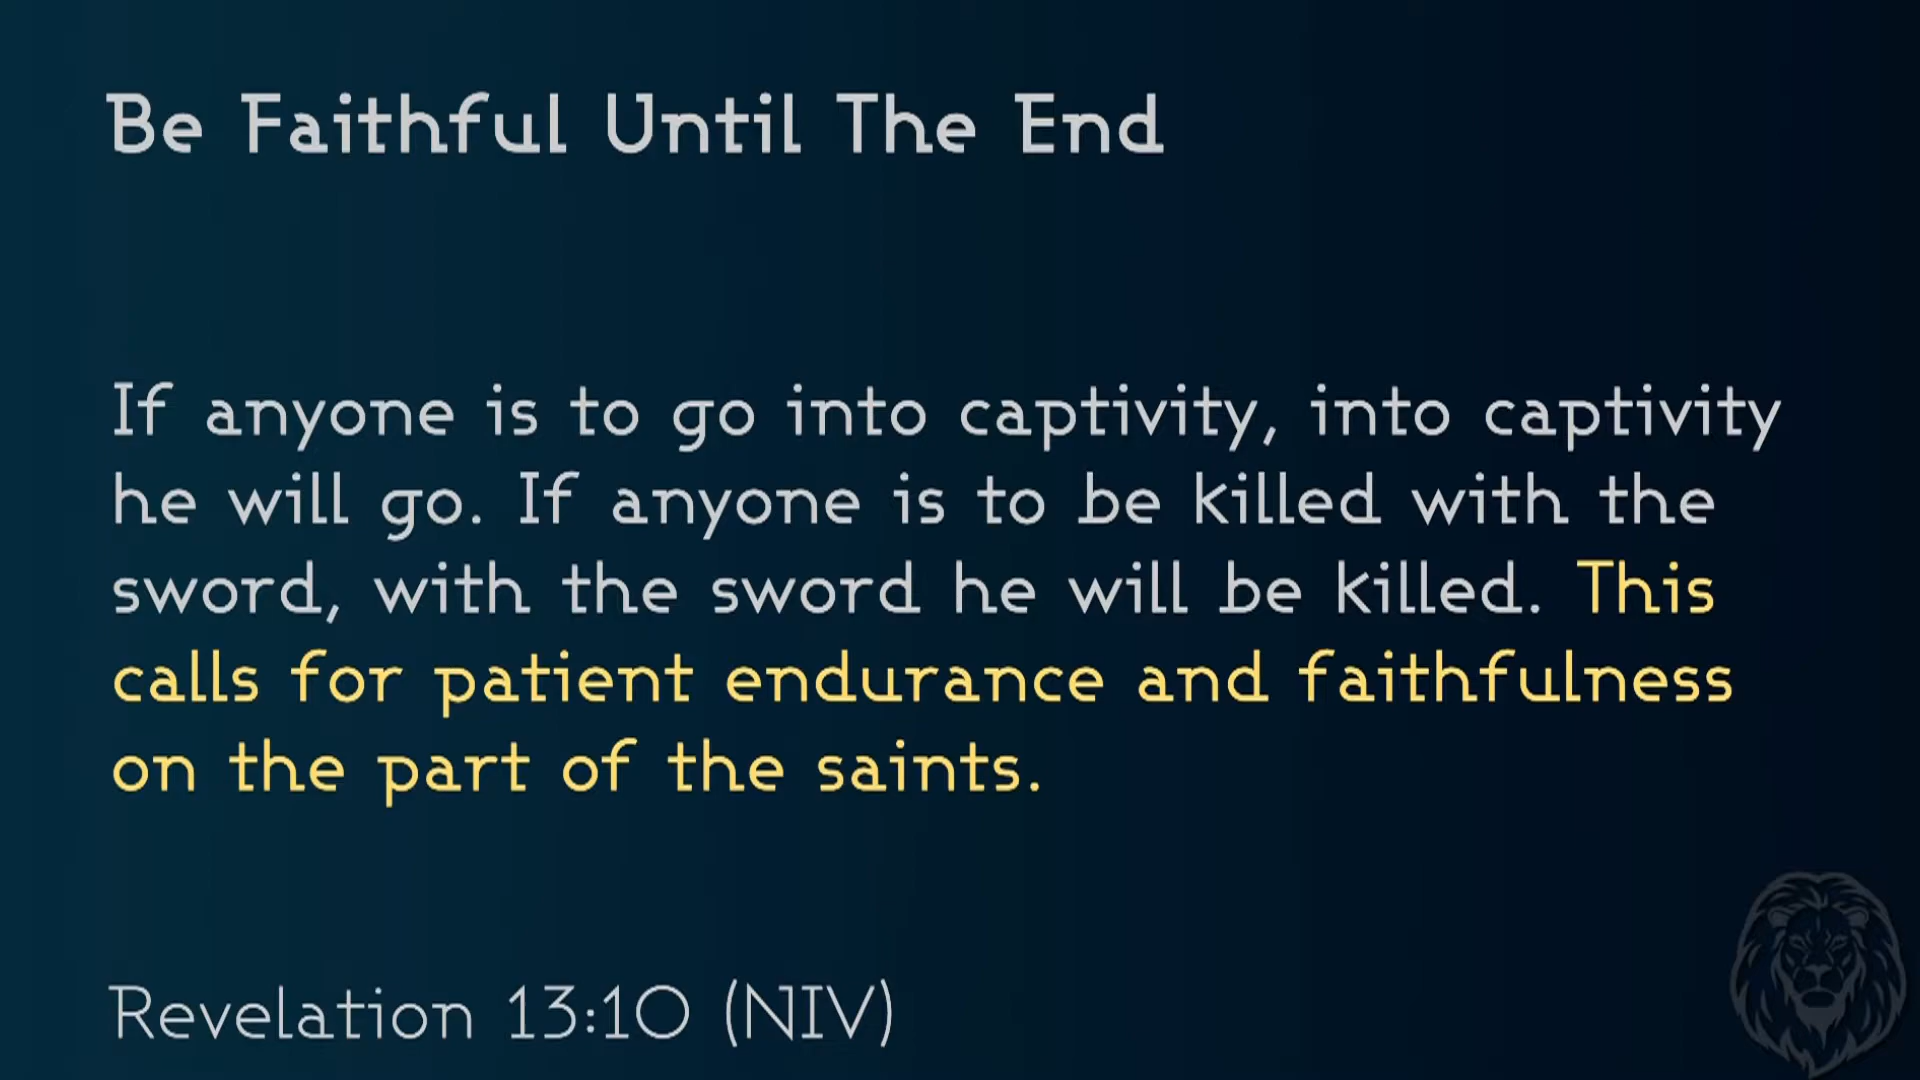 Be Faithful Until The End
If anyone is to go into captivity, into captivity
he will go. If anyone is to be killed with the
sword, with the sword he will be killed. This
calls for patient endurance and faithfulness
on the part of the saints.
Revelation 13:10 (NIV)